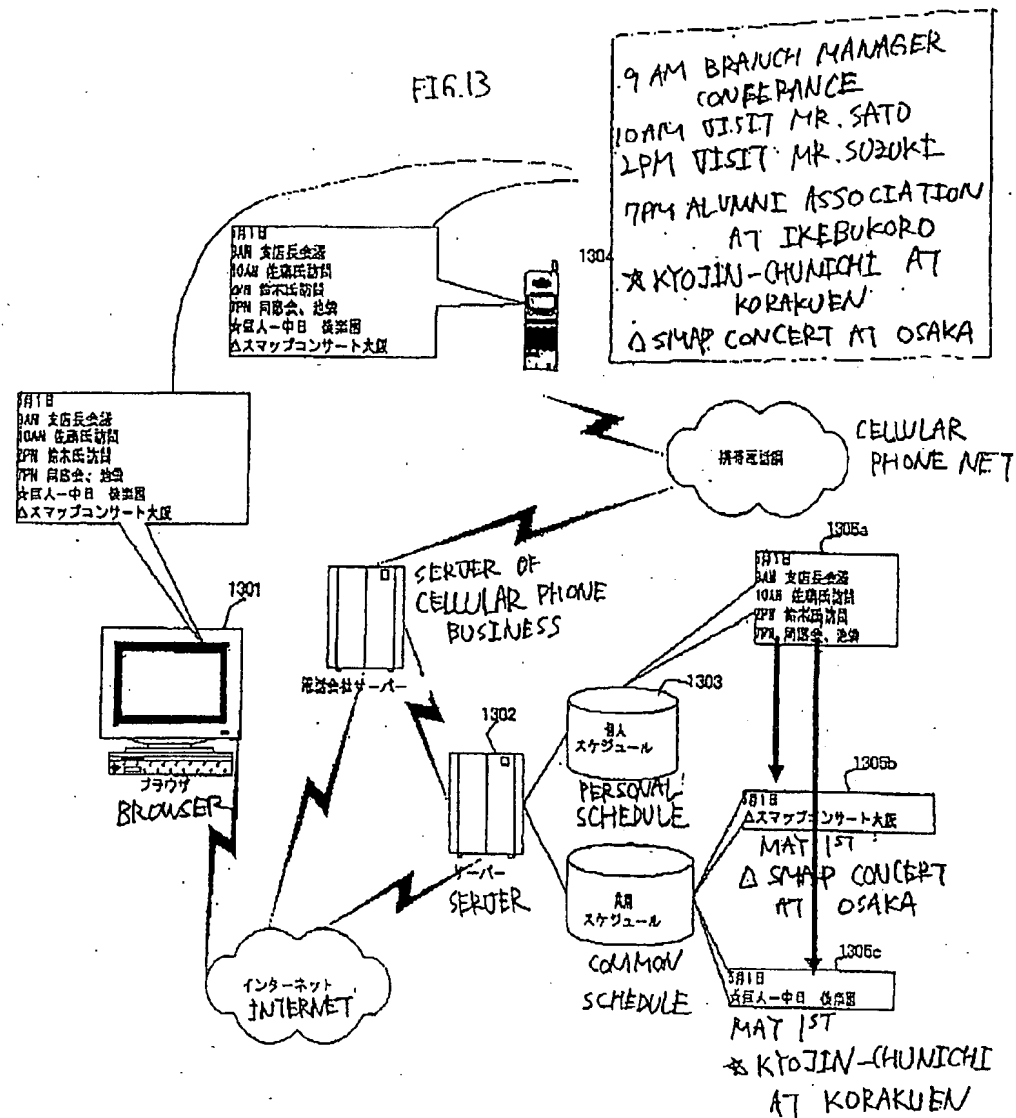 FIG.13
9 AM BRANCH MANAGER
CONFERANCE
10AM VISIT MR. SATO
2PM VISIT MR. SUZUKI
7PM ALUMNI ASSOCIATION
AT IKEBUKORO
☆KYOJIN-CHUNICHI AT
KORAKUEN
△SMAP CONCERT AT OSAKA
1304
5月1日
9AM 支店長会議
10AM 佐藤氏訪問
2PM 鈴木氏訪問
7PM 同窓会、池袋
☆巨人ー中日 後楽園
△スマップコンサート大阪
5月1日
9AM 支店長会議
10AM 佐藤氏訪問
2PM 鈴木氏訪問
7PM 同窓会、池袋
☆巨人ー中日 後楽園
△スマップコンサート大阪
携帯電話網
CELLULAR
PHONE NET
1301
ブラウザ
BROWSER
SERVER OF
CELLULAR PHONE
BUSINESS
電話会社サーバー
1302
サーバー
SERVER
インターネット
INTERNET
1303
個人
スケジュール
PERSONAL
SCHEDULE
共用
スケジュール
COMMON
SCHEDULE
1305a
5月1日
9AM 支店長会議
10AM 佐藤氏訪問
2PM 鈴木氏訪問
7PM 同窓会、池袋
1305b
5月1日
△スマップコンサート大阪
MAY 1ST
△ SMAP CONCERT
AT OSAKA
1305c
5月1日
☆巨人ー中日 後楽園
MAY 1ST
☆ KYOJIN-CHUNICHI
AT KORAKUEN